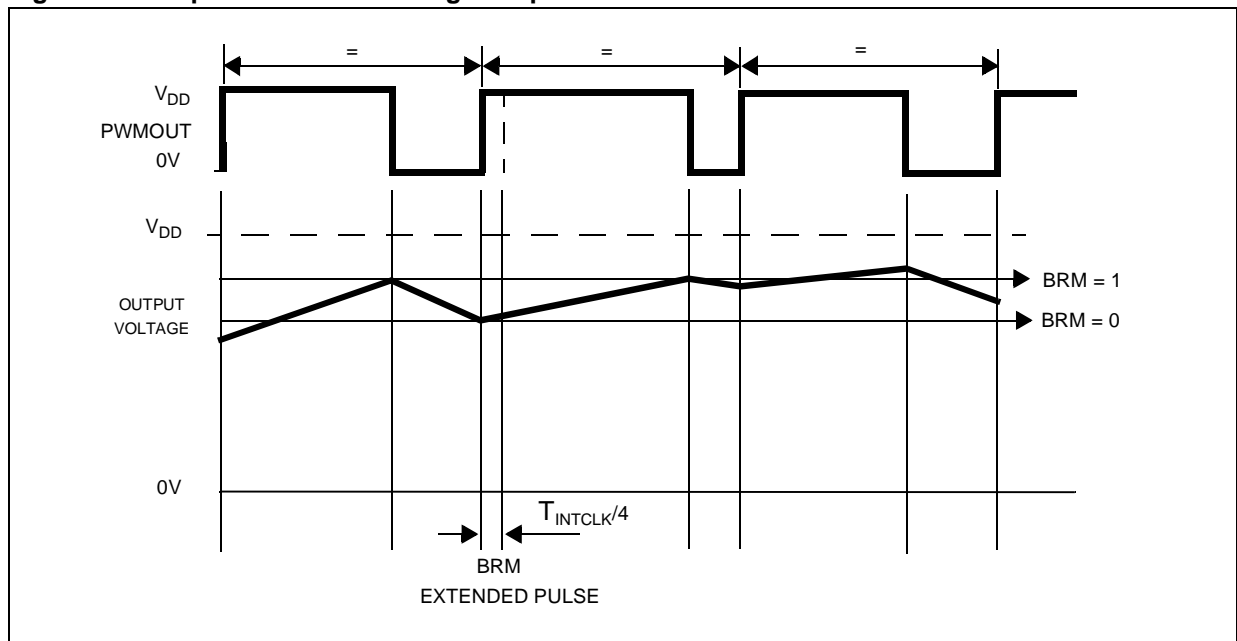 = = =
VDD
PWMOUT
0V
VDD
BRM = 1
OUTPUT
VOLTAGE
BRM = 0
0V
TINTCLK/4
BRM
EXTENDED PULSE